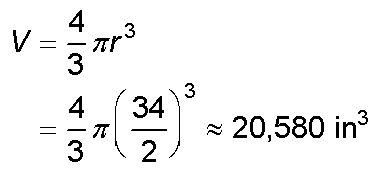 V = 4/3 πr³
= 4/3 π(34/2)³ ≈ 20,580 in³